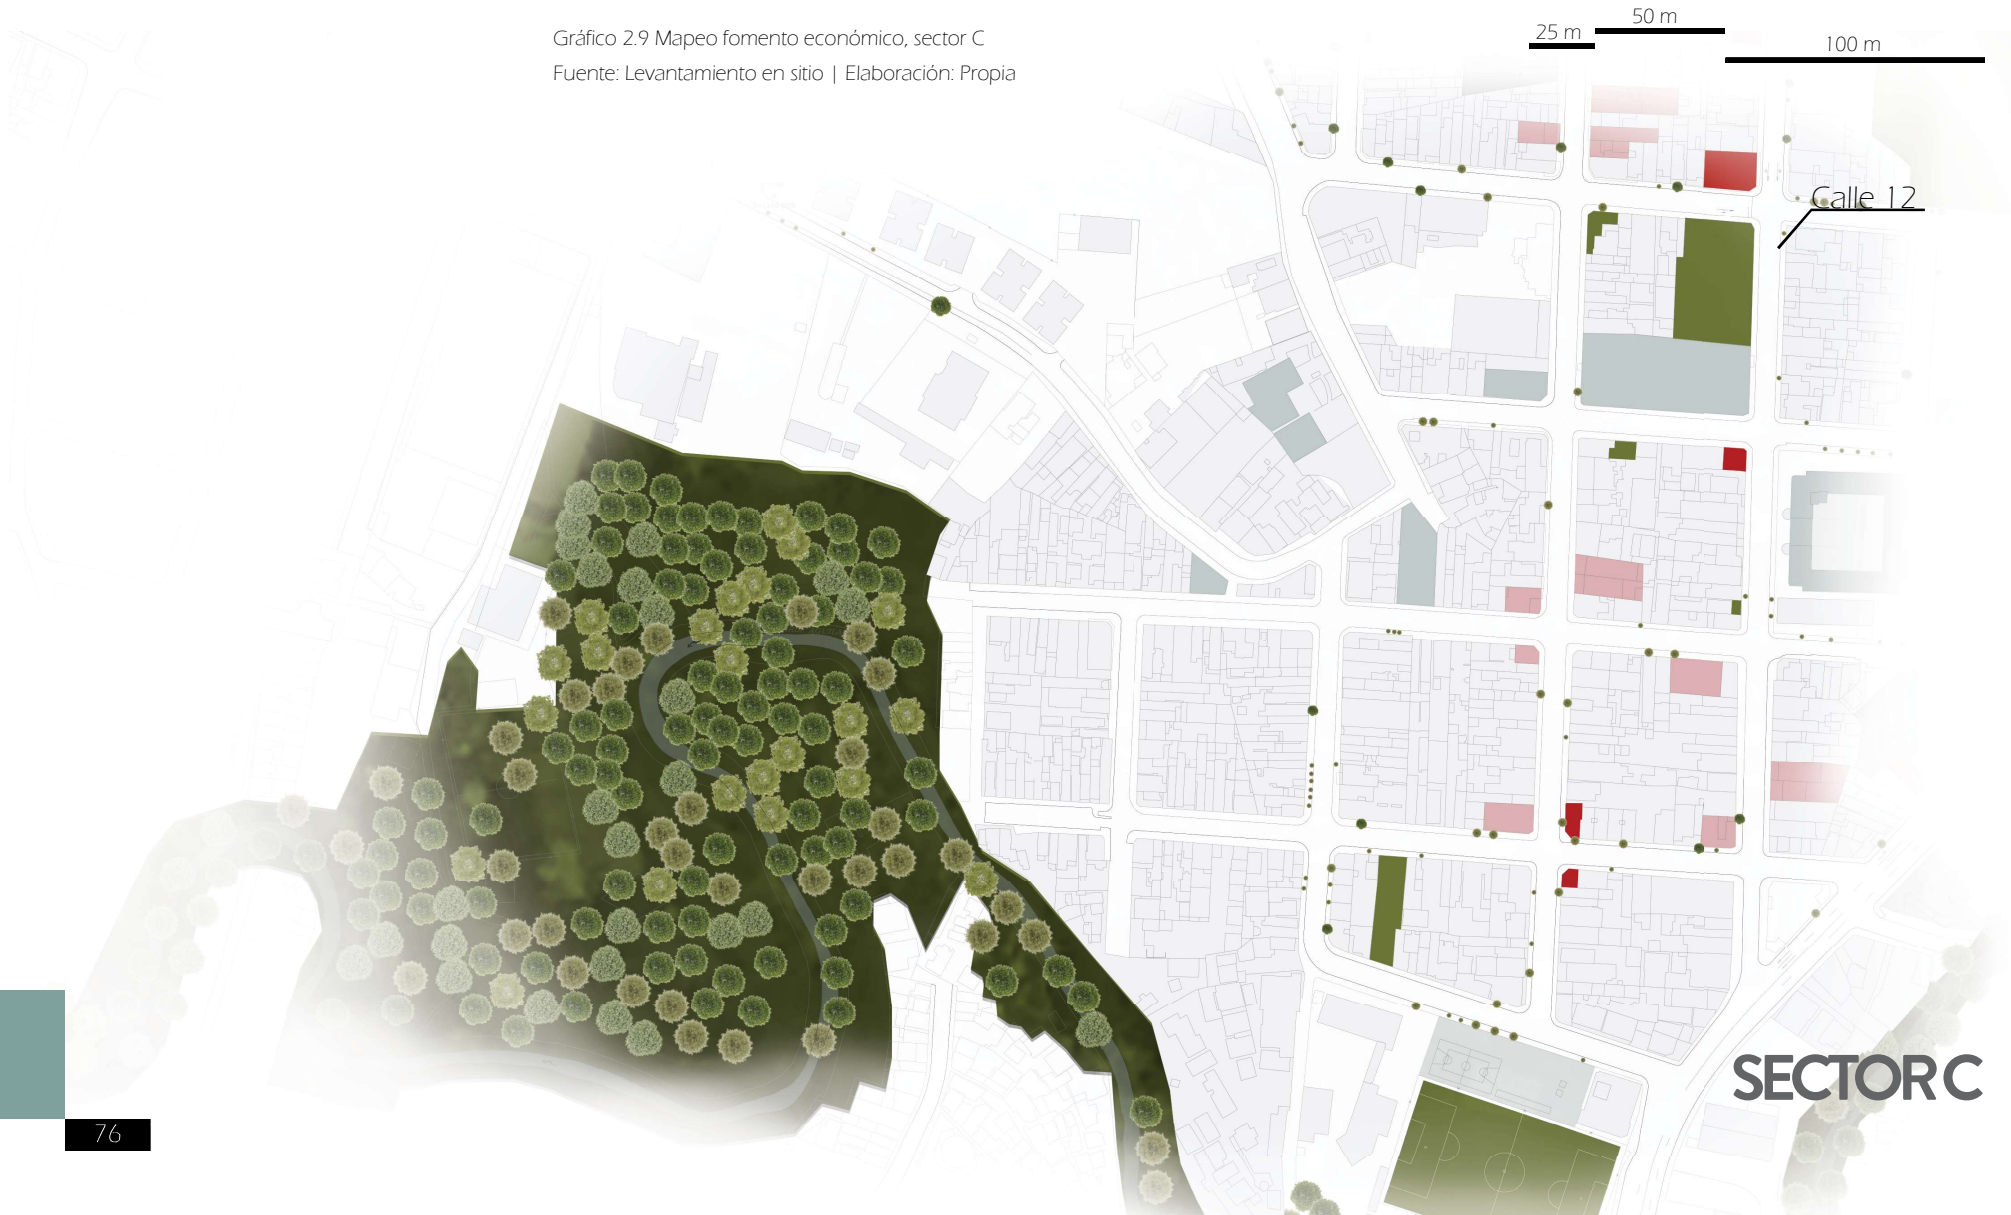 Gráfico 2.9 Mapeo fomento económico, sector C
Fuente: Levantamiento en sitio | Elaboración: Propia
25 m
50 m
100 m
Calle 12
SECTOR C
76